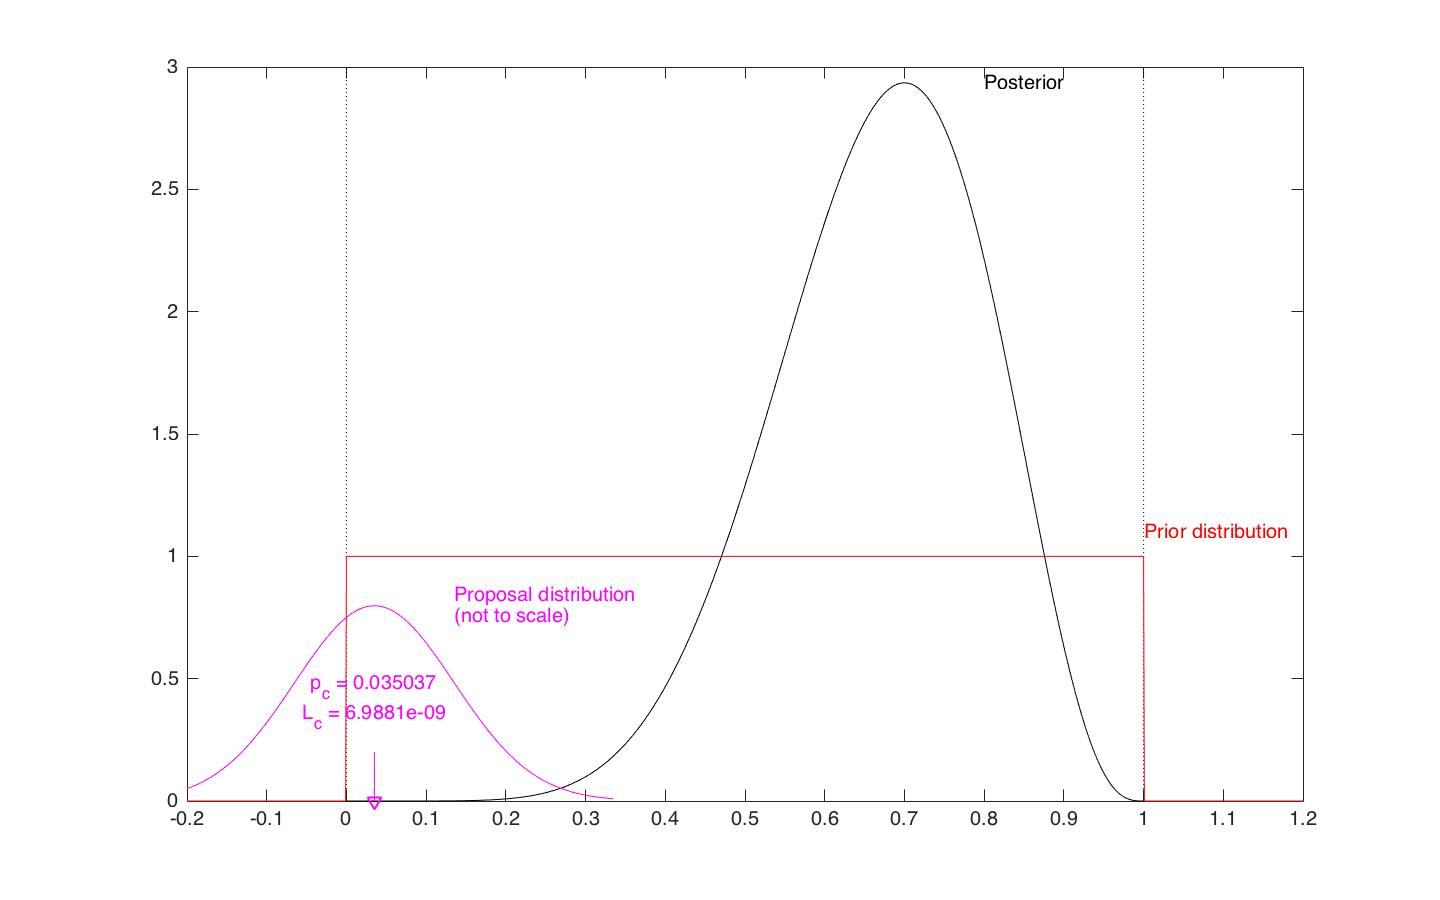 3
Posterior
2.5
2
1.5
Prior distribution
1
Proposal distribution
(not to scale)
0.5
p_c = 0.035037
L_c = 6.9881e-09
0
-0.2 -0.1 0 0.1 0.2 0.3 0.4 0.5 0.6 0.7 0.8 0.9 1 1.1 1.2